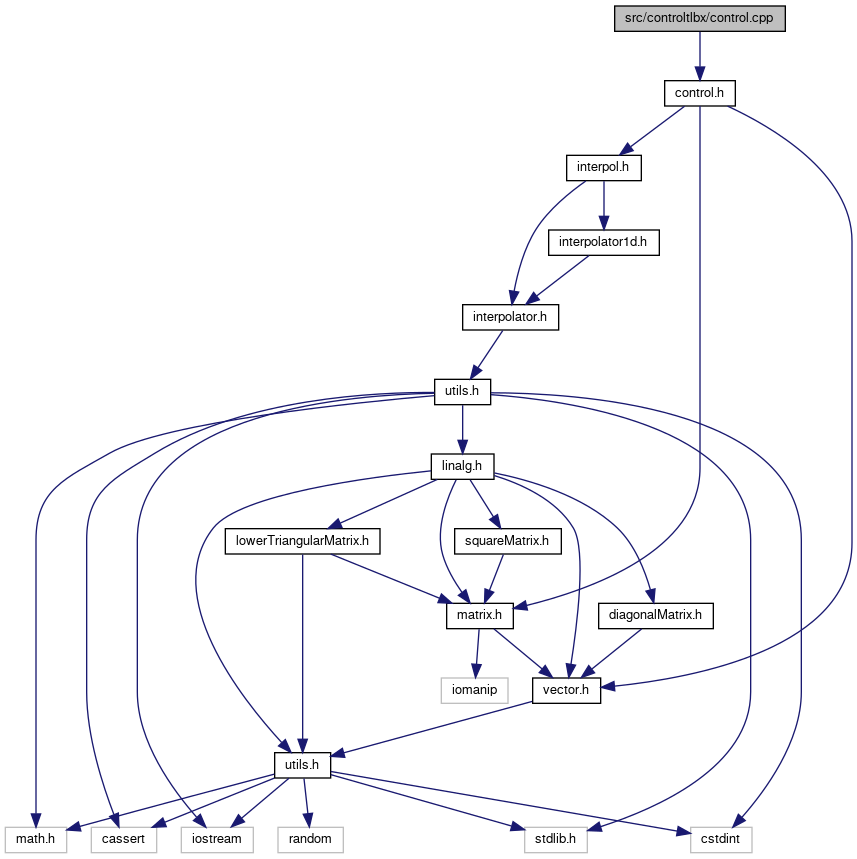 src/controltlbx/control.cpp
control.h
interpol.h
interpolator1d.h
interpolator.h
utils.h
linalg.h
lowerTriangularMatrix.h
squareMatrix.h
matrix.h
diagonalMatrix.h
iomanip
vector.h
utils.h
math.h
cassert
iostream
random
stdlib.h
cstdint